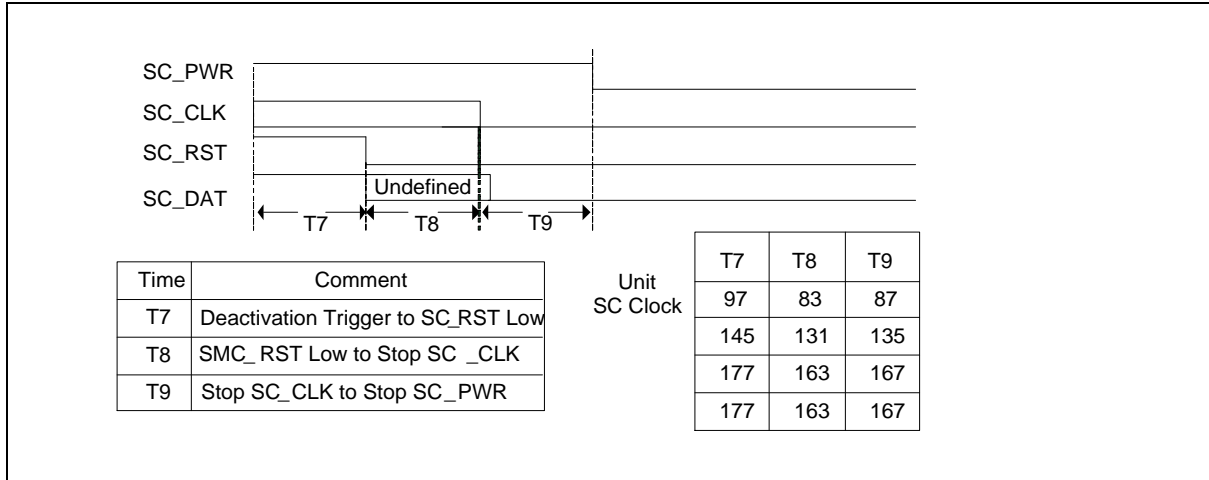 SC_PWR
SC_CLK
SC_RST
SC_DAT
Undefined
T7 T8 T9
Time Comment
T7 Deactivation Trigger to SC_RST Low
T8 SMC_ RST Low to Stop SC _CLK
T9 Stop SC_CLK to Stop SC_PWR
Unit
SC Clock
T7 T8 T9
97 83 87
145 131 135
177 163 167
177 163 167